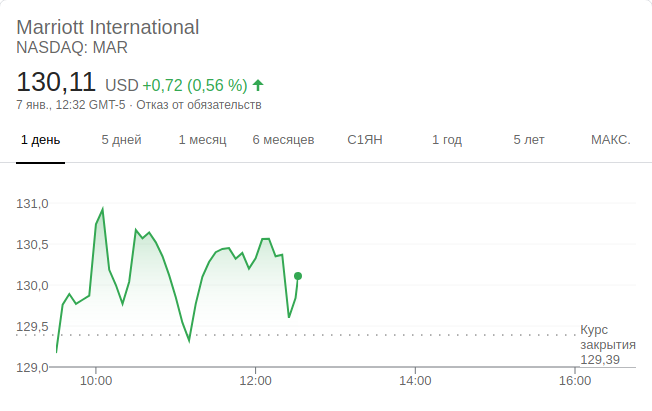 Marriott International
NASDAQ: MAR
130,11 USD +0,72 (0,56 %)
7 янв., 12:32 GMT-5 · Отказ от обязательств
1 день 5 дней 1 месяц 6 месяцев С1ЯН 1 год 5 лет МАКС.
131,0
130,5
130,0
129,5
129,0
Курс
закрытия
129,39
10:00 12:00 14:00 16:00